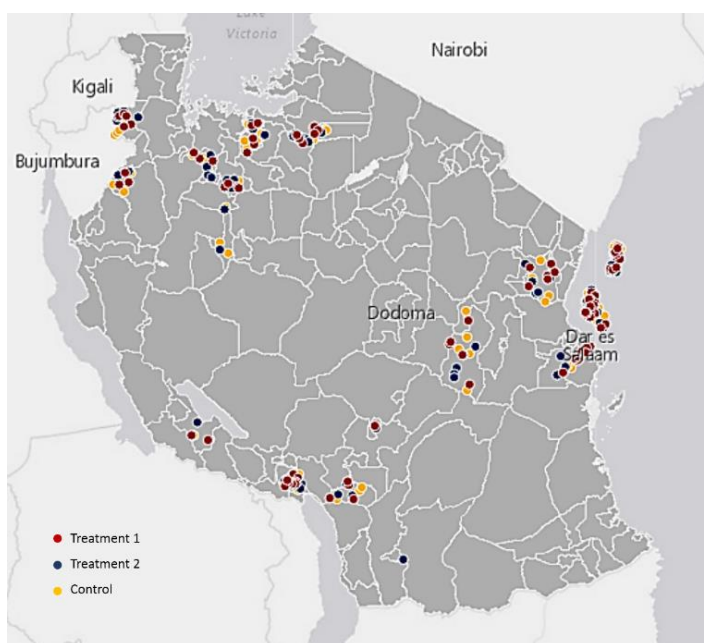 Lake
Victoria
Nairobi
Kigali
Bujumbura
Dodoma
Dar es
Salaam
Treatment 1
Treatment 2
Control